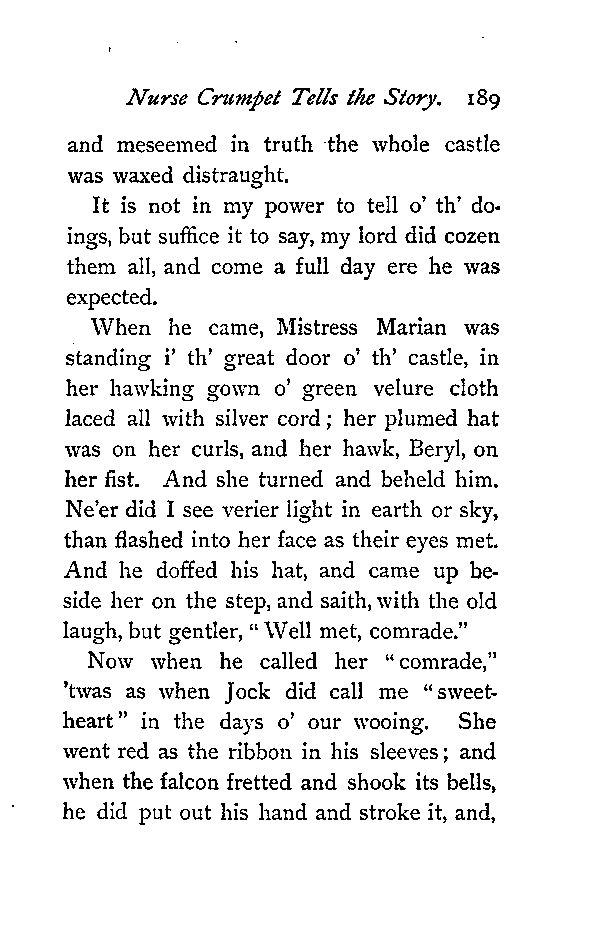 Nurse Crumpet Tells the Story. 189
and meseemed in truth the whole castle
was waxed distraught.
It is not in my power to tell o' th' do-
ings, but suffice it to say, my lord did cozen
them all, and come a full day ere he was
expected.
When he came, Mistress Marian was
standing i' th' great door o' th' castle, in
her hawking gown o' green velure cloth
laced all with silver cord; her plumed hat
was on her curls, and her hawk, Beryl, on
her fist. And she turned and beheld him.
Ne'er did I see verier light in earth or sky,
than flashed into her face as their eyes met.
And he doffed his hat, and came up be-
side her on the step, and saith, with the old
laugh, but gentler, "Well met, comrade."
Now when he called her "comrade,"
'twas as when Jock did call me "sweet-
heart" in the days o' our wooing. She
went red as the ribbon in his sleeves; and
when the falcon fretted and shook its bells,
he did put out his hand and stroke it, and,